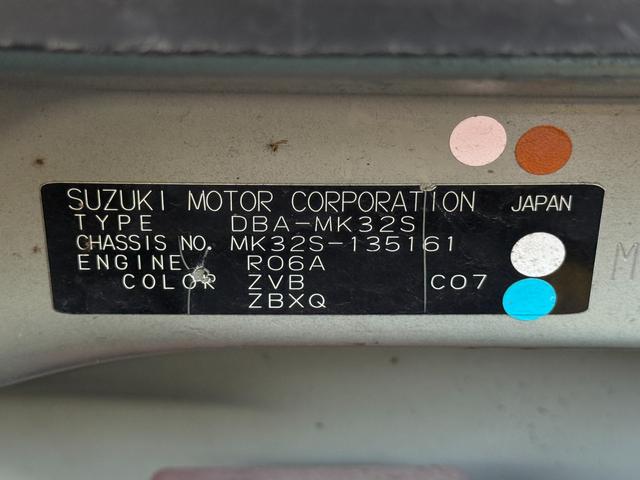 SUZUKI MOTOR CORPORATION JAPAN
TYPE DBA-MK32S
CHASSIS NO. MK32S-135161
ENGINE R06A
COLOR ZVB C07
ZBXQ
M